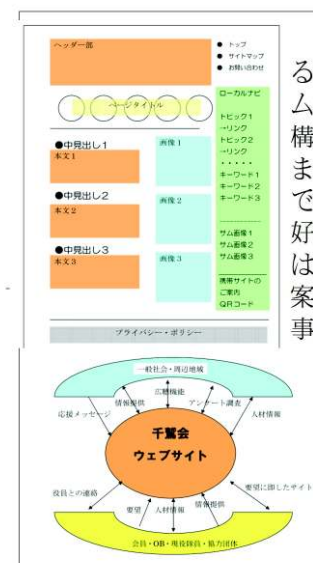 ヘッダー部
● トップ
● サイトマップ
● お問い合わせ
ページタイトル
●中見出し1
本文1
●中見出し2
本文2
●中見出し3
本文3
画像1
画像2
画像3
ローカルナビ
トピック1
→リンク
トピック2
→リンク
・・・・・
キーワード1
キーワード2
キーワード3
サム画像1
サム画像2
サム画像3
携帯サイトの
ご案内
QRコード
プライバシー・ポリシー
るム構まで好は案事
一般社会・周辺地域
広聴機能
情報提供
アンケート調査
応援メッセージ
人材情報
千鷲会
ウェブサイト
役員との連絡
要望に即したサイト
要望
人材情報
情報提供
会員・OB・現役隊員・協力団体